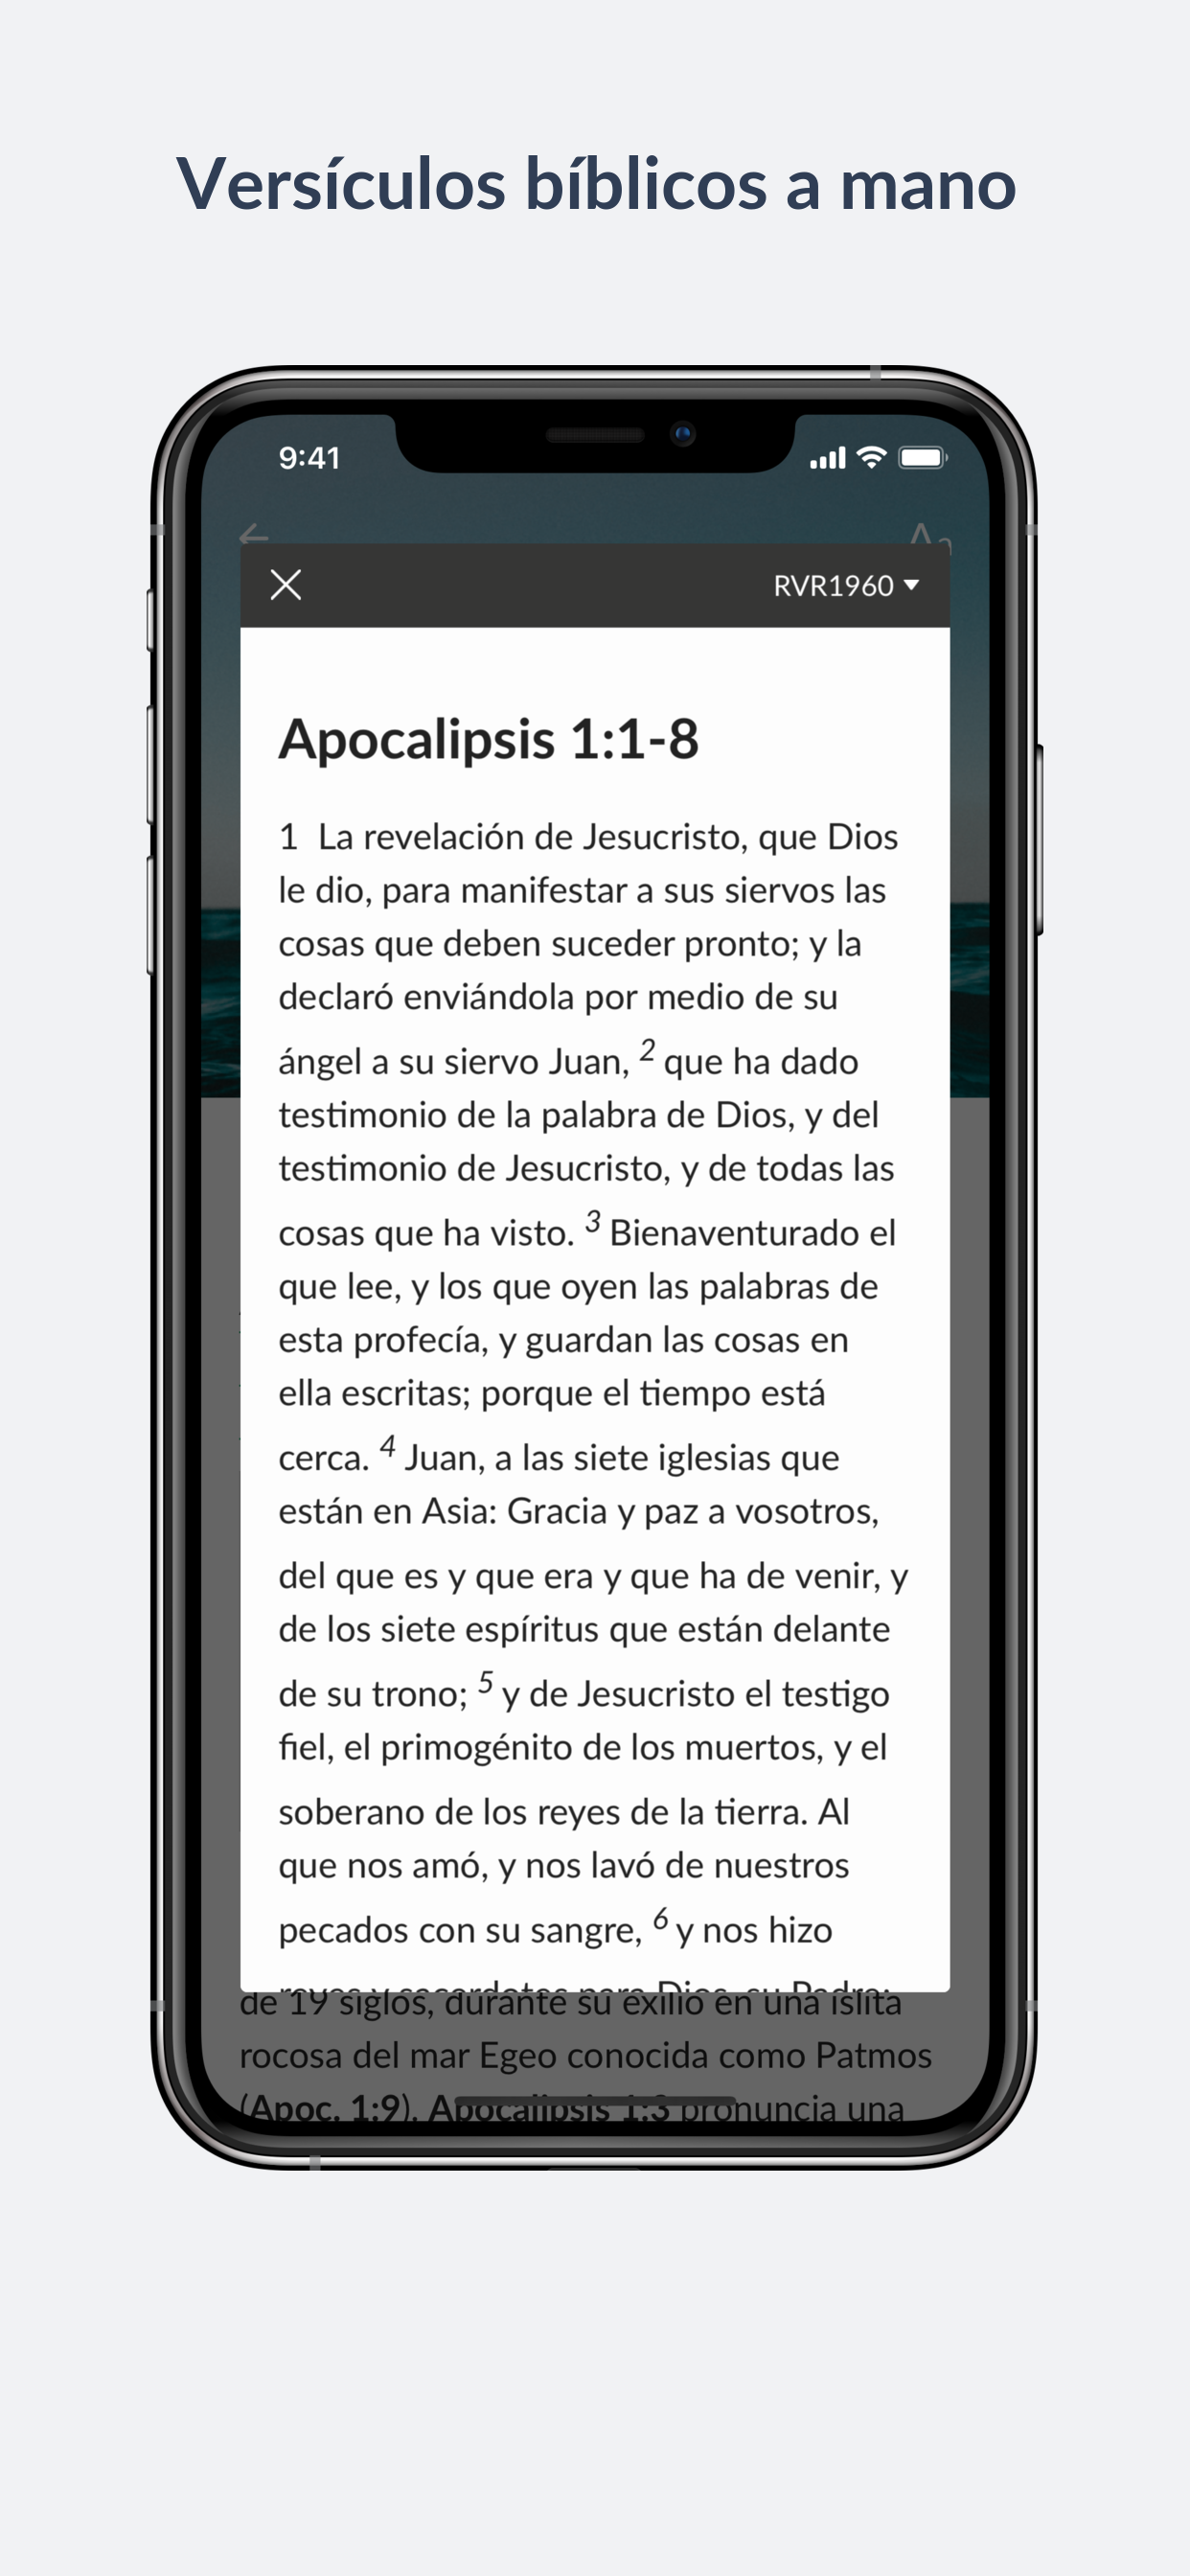 Versículos bíblicos a mano
9:41
RVR1960
Apocalipsis 1:1-8
1 La revelación de Jesucristo, que Dios
le dio, para manifestar a sus siervos las
cosas que deben suceder pronto; y la
declaró enviándola por medio de su
ángel a su siervo Juan, 2 que ha dado
testimonio de la palabra de Dios, y del
testimonio de Jesucristo, y de todas las
cosas que ha visto. 3 Bienaventurado el
que lee, y los que oyen las palabras de
esta profecía, y guardan las cosas en
ella escritas; porque el tiempo está
cerca. 4 Juan, a las siete iglesias que
están en Asia: Gracia y paz a vosotros,
del que es y que era y que ha de venir, y
de los siete espíritus que están delante
de su trono; 5 y de Jesucristo el testigo
fiel, el primogénito de los muertos, y el
soberano de los reyes de la tierra. Al
que nos amó, y nos lavó de nuestros
pecados con su sangre, 6 y nos hizo
reyes y sacerdotes para Dios, su Padre;
de 19 siglos, durante su exilio en una islita
rocosa del mar Egeo conocida como Patmos
(Apoc. 1:9). Apocalipsis 1:3 pronuncia una